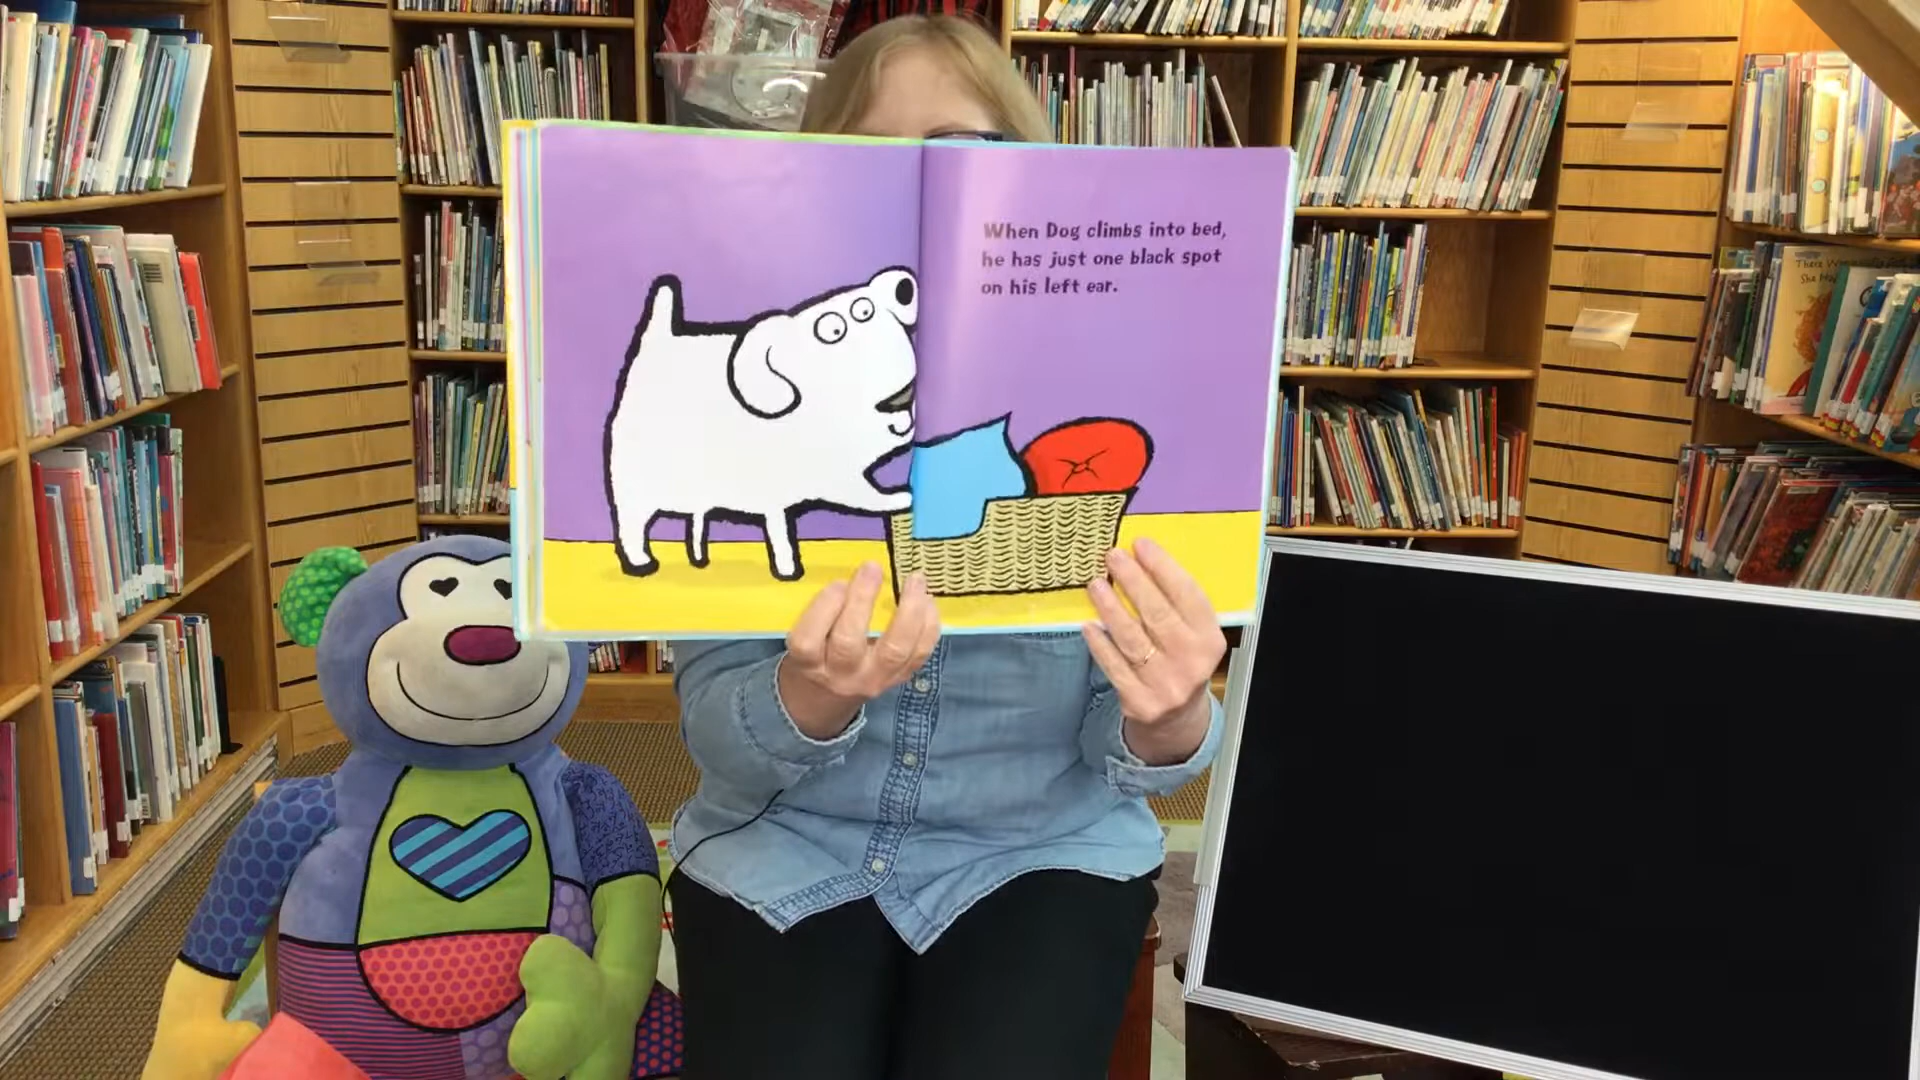 When Dog climbs into bed,
he has just one black spot
on his left ear.